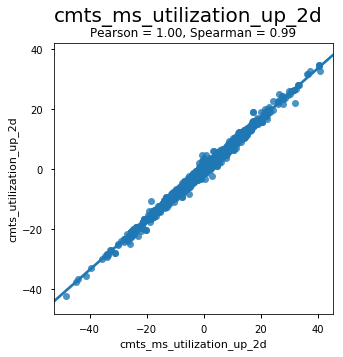 cmts_ms_utilization_up_2d
Pearson = 1.00, Spearman = 0.99
40
20
0
−20
−40
cmts_utilization_up_2d
−40
−20
0
20
40
cmts_ms_utilization_up_2d